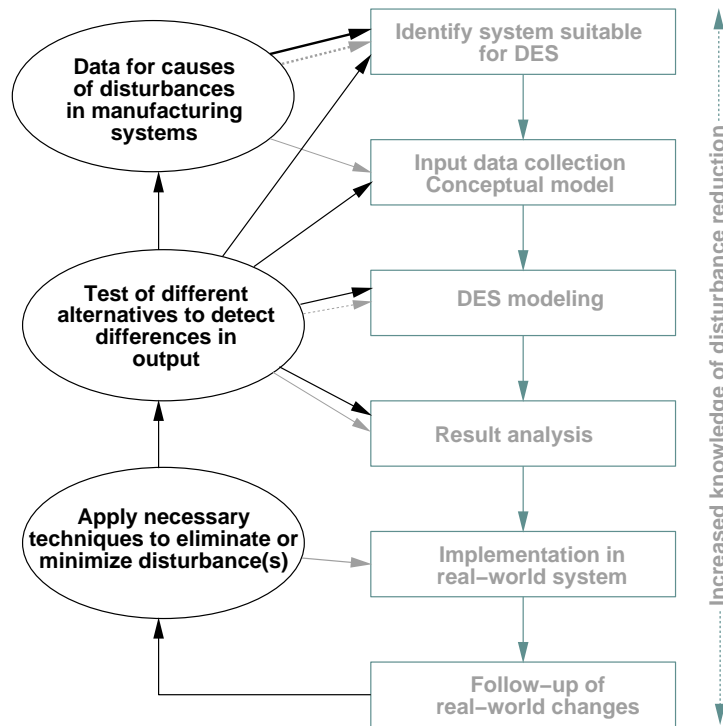 Data for causes
of disturbances
in manufacturing
systems
Identify system suitable
for DES
Input data collection
Conceptual model
Test of different
alternatives to detect
differences in
output
DES modeling
Result analysis
Apply necessary
techniques to eliminate or
minimize disturbance(s)
Implementation in
real−world system
Follow−up of
real−world changes
Increased knowledge of disturbance reduction